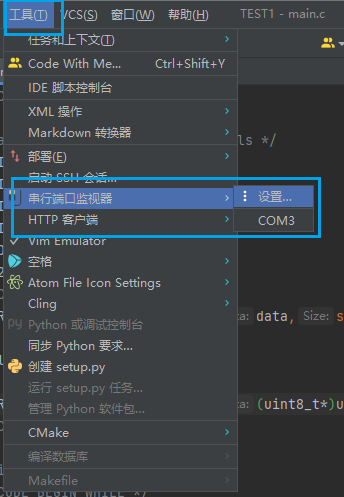 工具(T) VCS(S) 窗口(W) 帮助(H) TEST1 - main.c
任务和上下文(T)
Code With Me... Ctrl+Shift+Y
IDE 脚本控制台
XML 操作
Markdown 转换器
ls */
部署(E)
启动 SSH 会话...
串行端口监视器 设置...
HTTP 客户端 COM3
Vim Emulator
空格
Atom File Icon Settings
Cling
data, Size: s
Python 或调试控制台
同步 Python 要求...
创建 setup.py
运行 setup.py 任务...
管理 Python 软件包...
(uint8_t*)u
CMake
编译数据库
Makefile
CODE BEGIN WHILE */